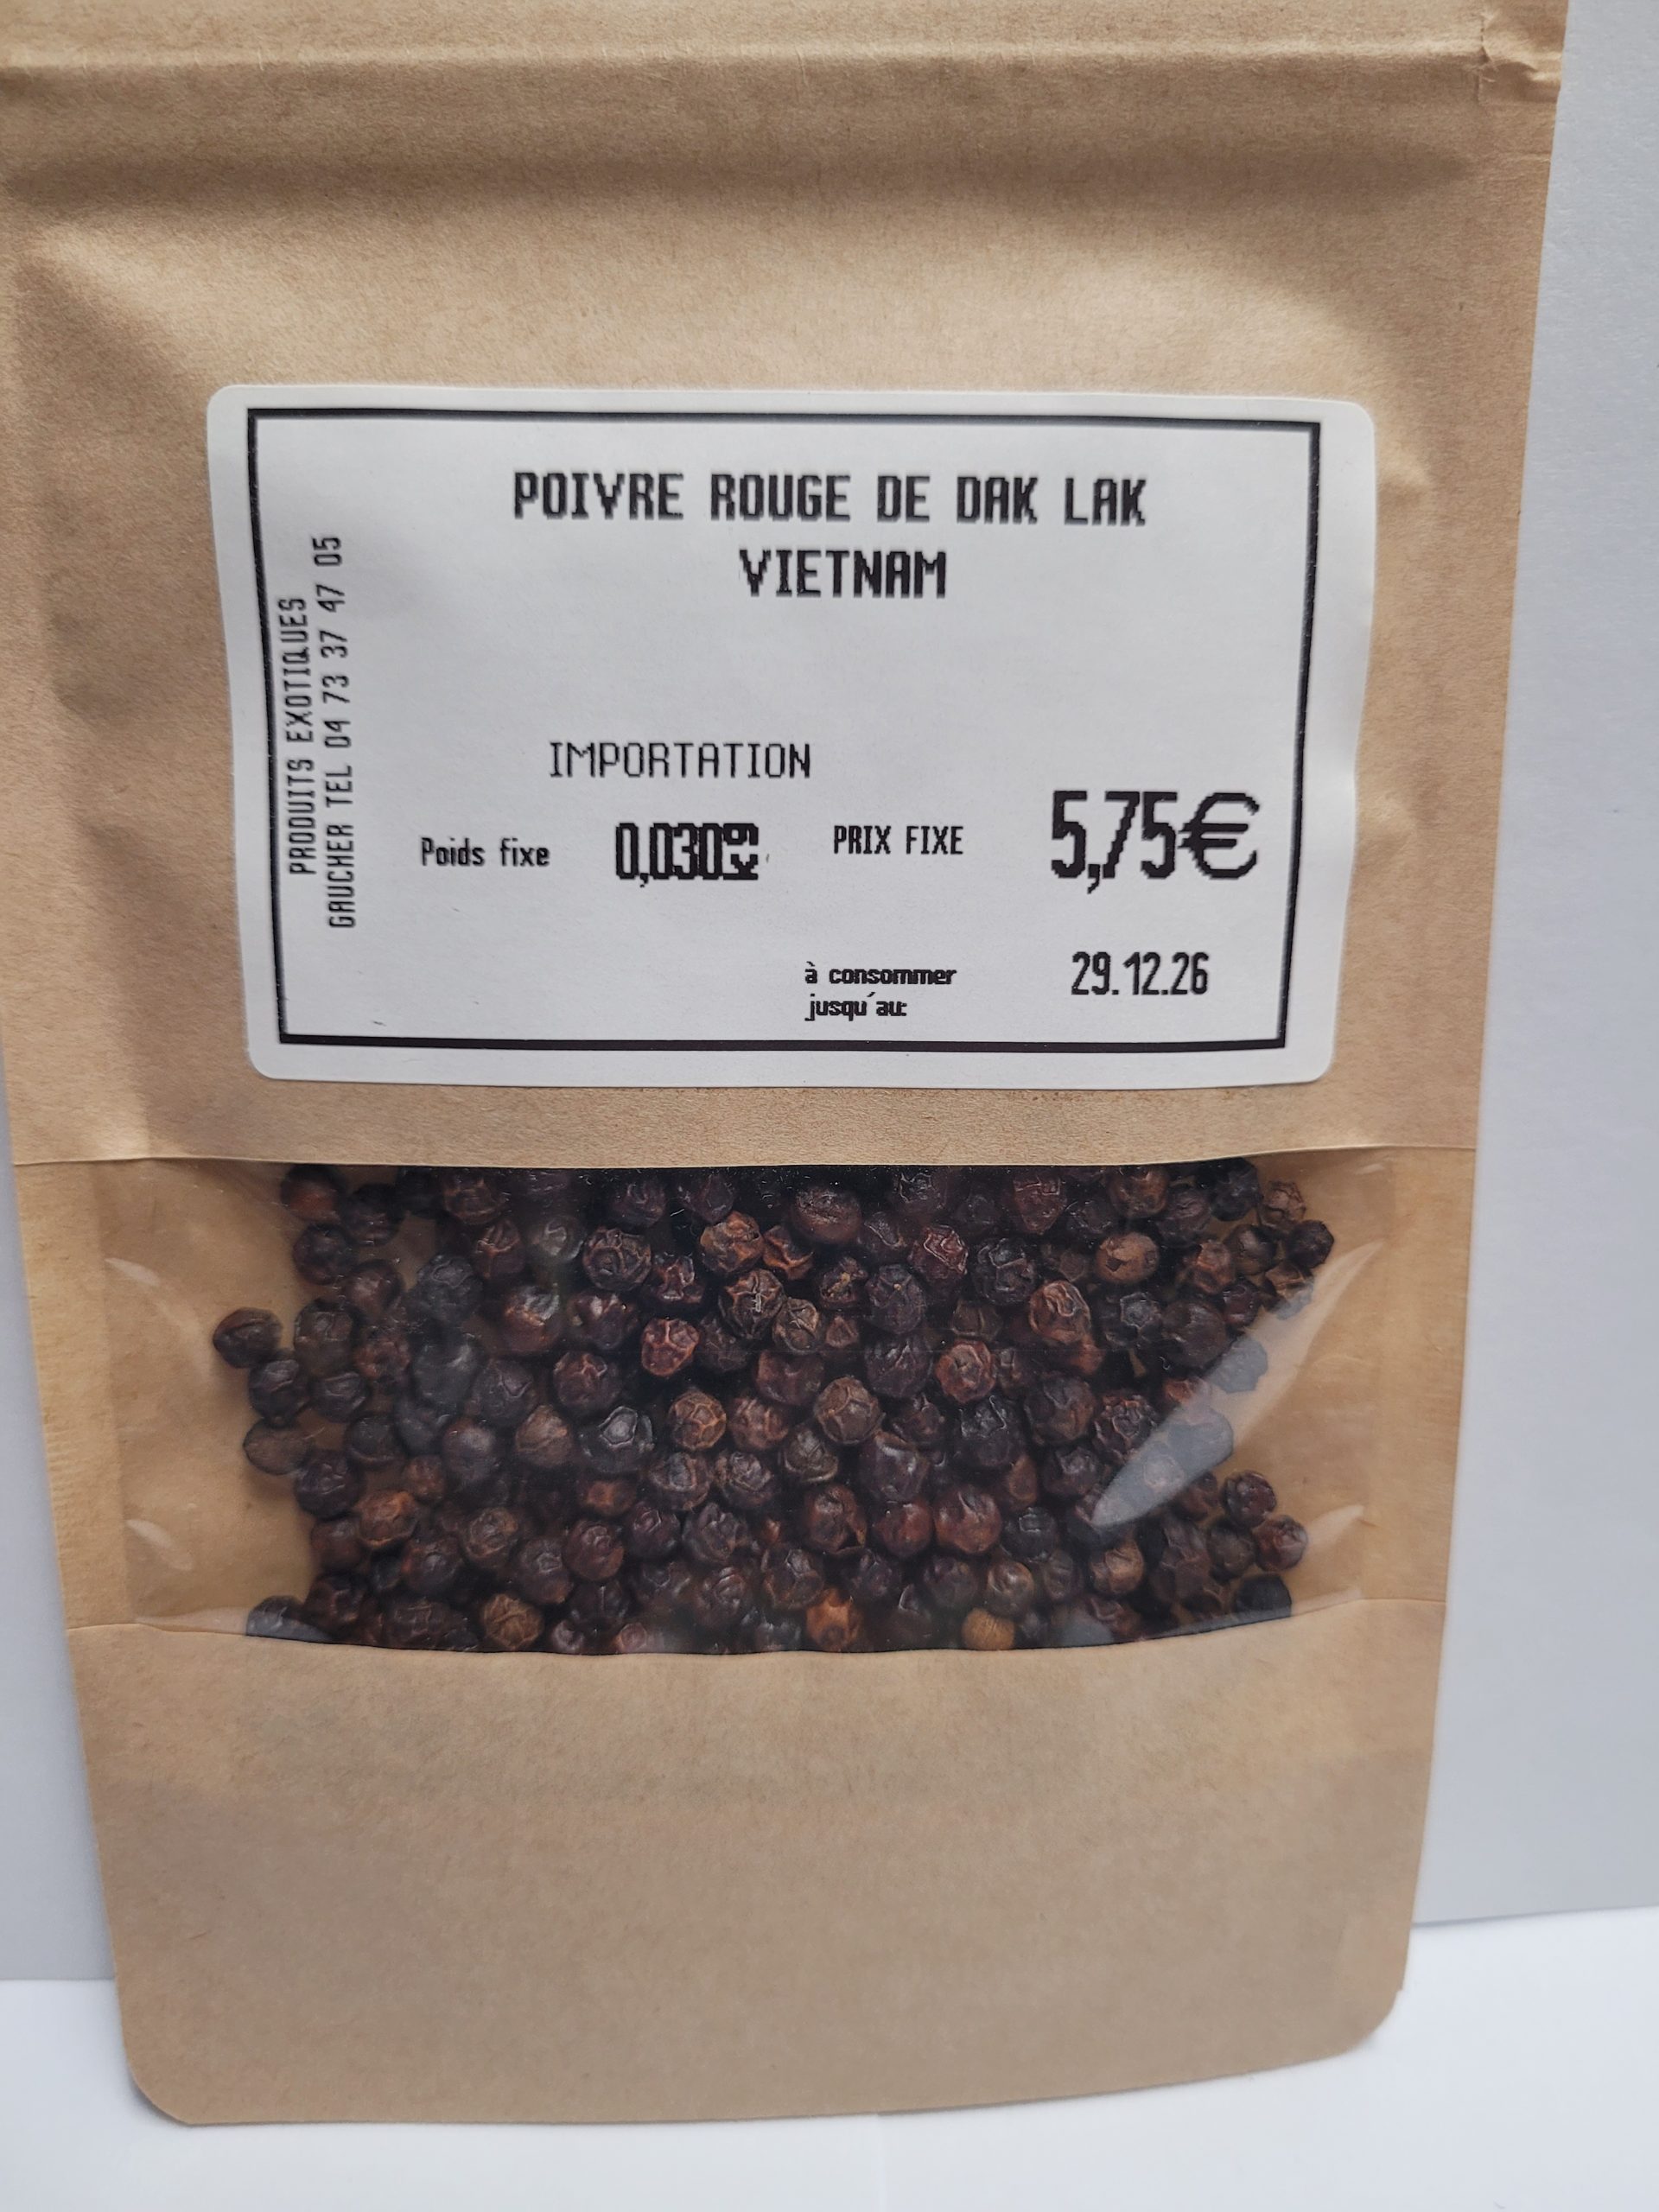 POIVRE ROUGE DE DAK LAK
VIETNAM
PRODUITS EXOTIQUES
GAUCHER TEL 04 73 37 47 05
IMPORTATION
Poids fixe 0,030kg PRIX FIXE 5,75€
à consommer 29.12.26
jusqu'au: